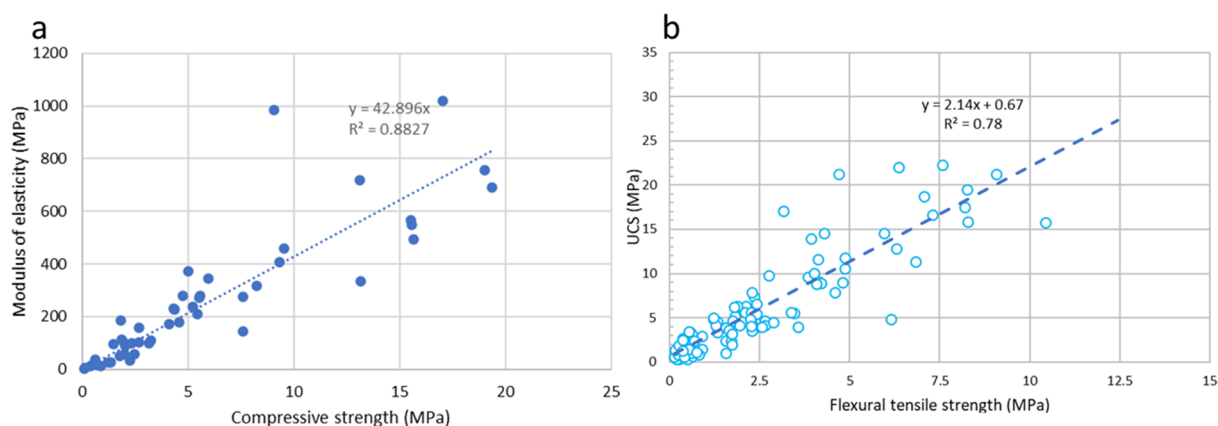 a
1200
1000
800
600
400
200
0
Modulus of elasticity (MPa)
y = 42.896x
R² = 0.8827
0 5 10 15 20 25
Compressive strength (MPa)
b
35
30
25
20
15
10
5
0
UCS (MPa)
y = 2.14x + 0.67
R² = 0.78
0 2.5 5 7.5 10 12.5 15
Flexural tensile strength (MPa)